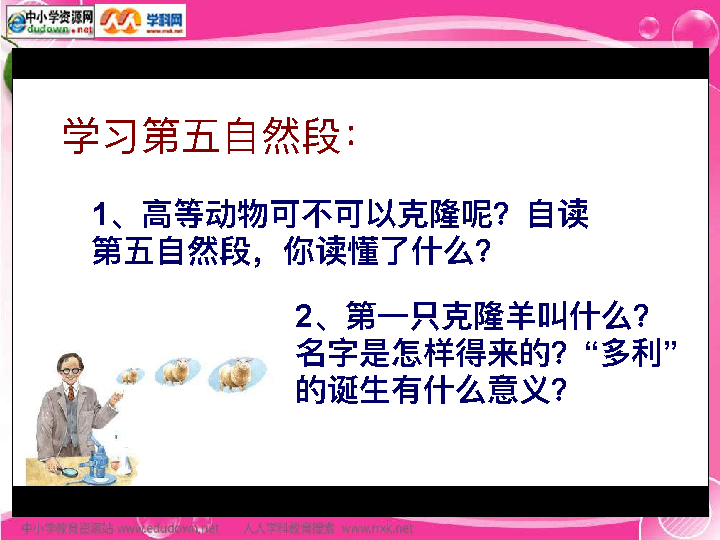 中小学资源网
dudown.net
学科网
www.nxk.net
学习第五自然段：
1、高等动物可不可以克隆呢？自读
第五自然段，你读懂了什么？
2、第一只克隆羊叫什么？
名字是怎样得来的？“多利”
的诞生有什么意义？
中小学教育资源站 www.edudown.net 人人学科教育搜索 www.rrxk.net